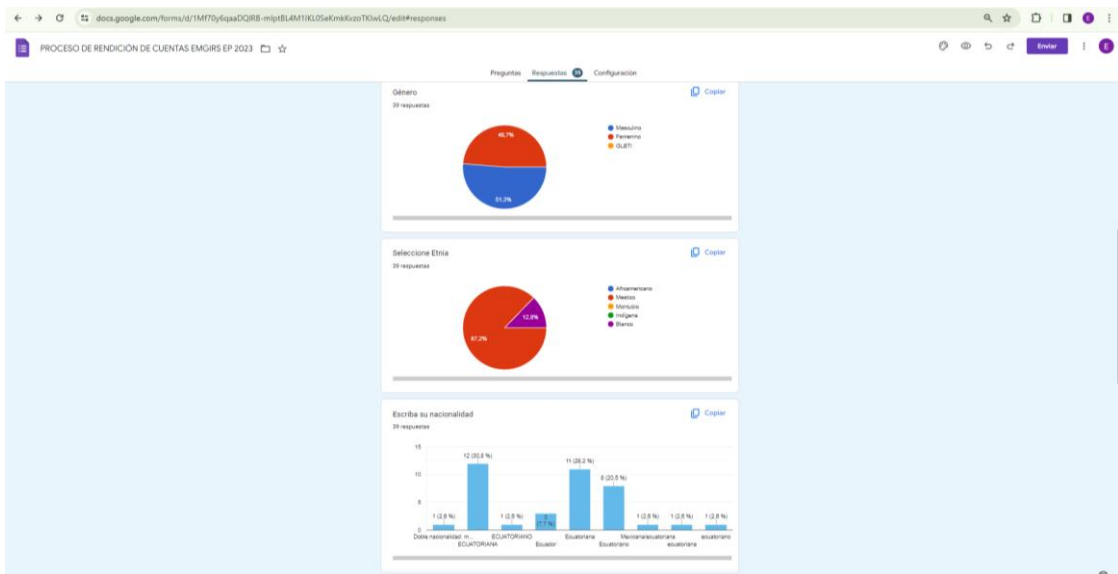 docs.google.com/forms/d/1Mf70y6qaaDQIRB-mlptBL4M1IKL0SeKmkKvzoTKIwLQ/edit#responses
E
PROCESO DE RENDICIÓN DE CUENTAS EMGIRS EP 2023
Enviar
E
Preguntas Respuestas 39 Configuración
Género
Copiar
39 respuestas
48,7%
51,3%
Masculino
Femenino
GLBTI
Seleccione Etnia
Copiar
39 respuestas
12,8%
87,2%
Afroamericano
Mestizo
Montubio
Indígena
Blanco
Escriba su nacionalidad
Copiar
39 respuestas
15
10
5
0
1 (2,6 %)
12 (30,8 %)
1 (2,6 %)
3 (7,7 %)
11 (28,2 %)
8 (20,5 %)
1 (2,6 %)
1 (2,6 %)
1 (2,6 %)
Doble nacionalidad: m...
ECUATORIANA
ECUATORIANO
Ecuador
Ecuatoriana
Ecuatoriano
Mexicana/ecuatoriana
ecuatoriana
ecuatoriano